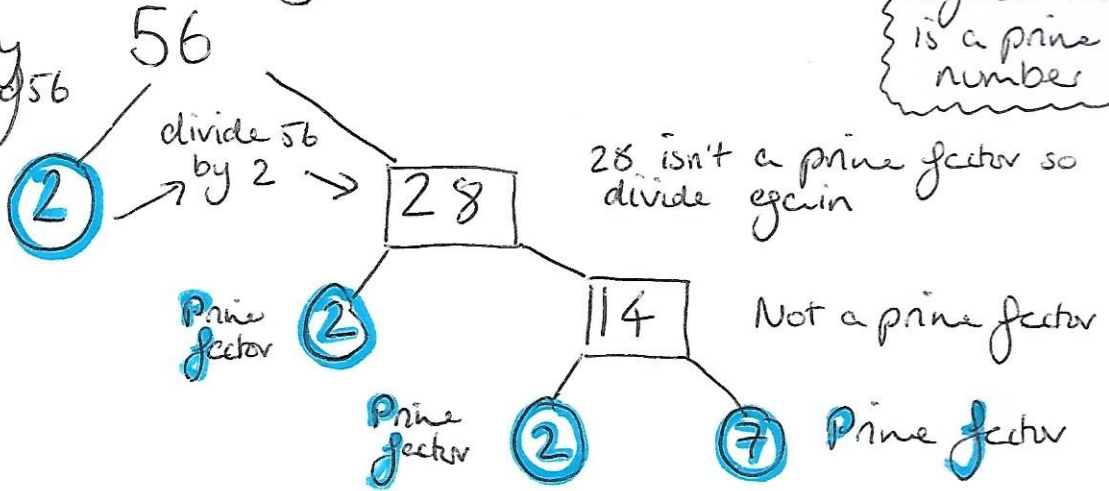 56
is a prime
number
56
divide 56
by 2
2
28
28 isn't a prime factor so
divide again
Prime
factor
2
14
Not a prime factor
Prime
factor
2
7
Prime factor